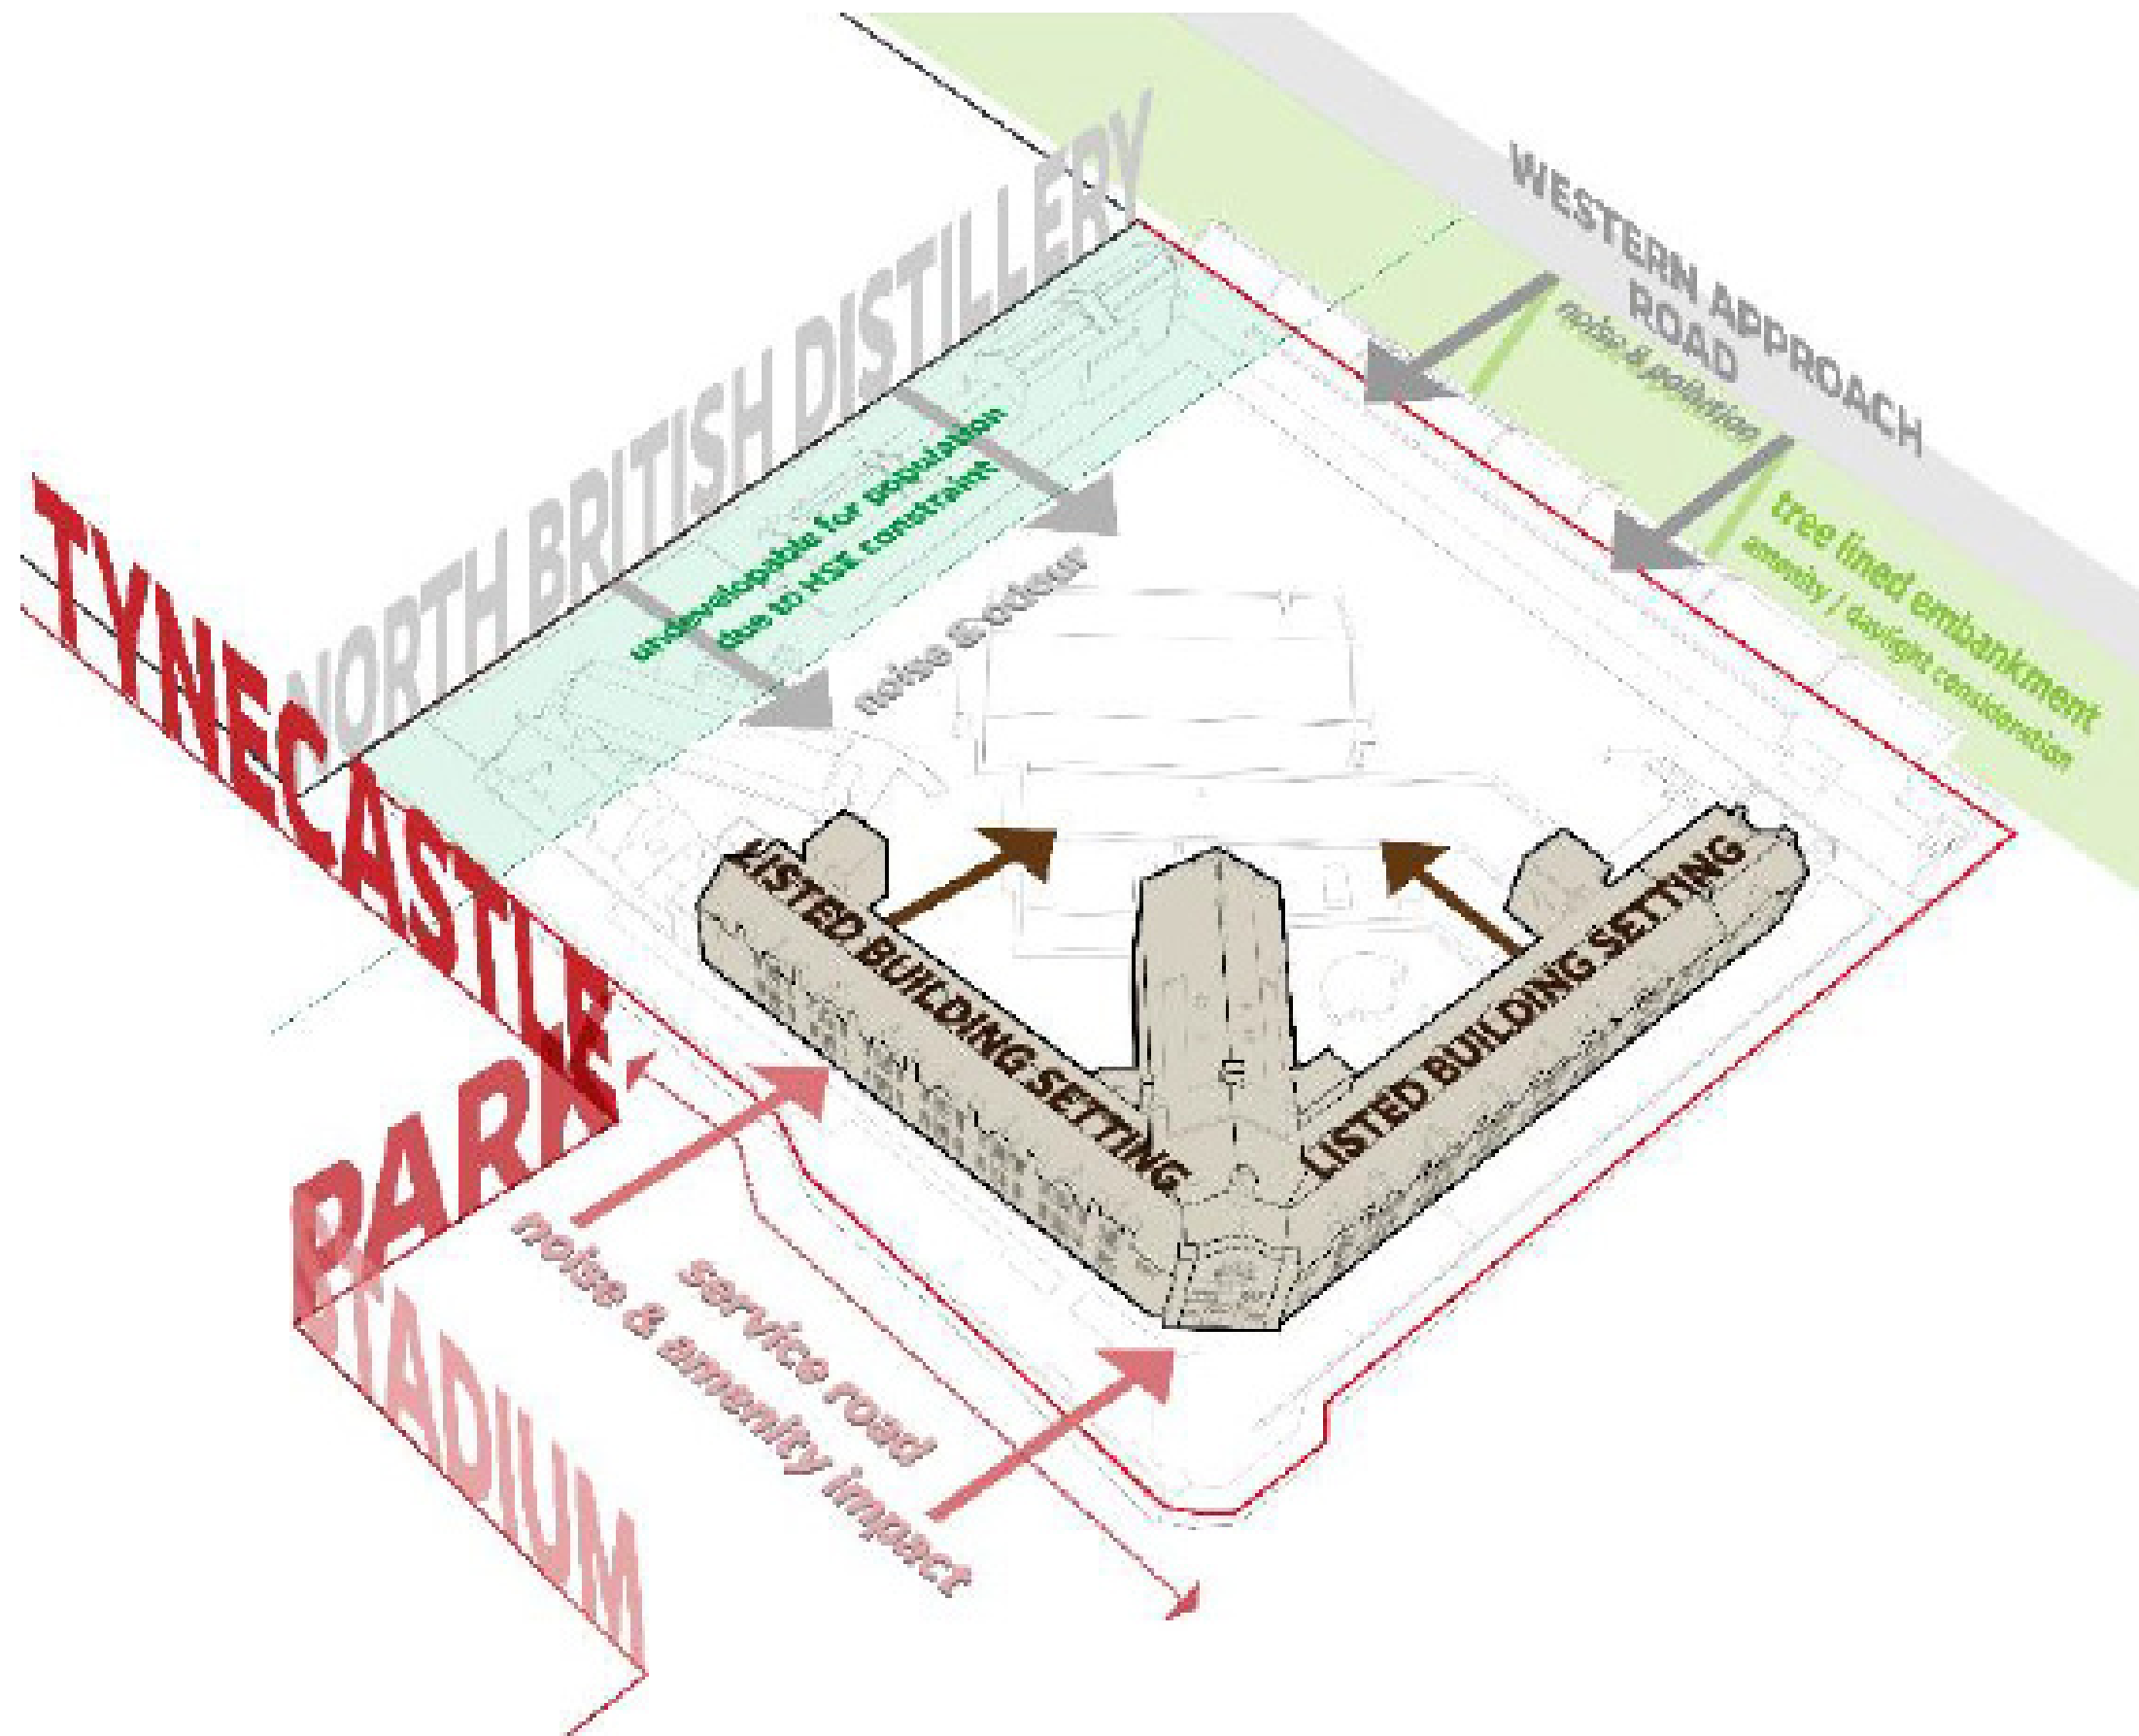 WESTERN APPROACH
ROAD
noise & pollution
tree lined embankment
amenity / daylight consideration
NORTH BRITISH DISTILLERY
undevelopable for population
due to HSE constraint
noise & odour
TYNECASTLE
PARK
STADIUM
LISTED BUILDING SETTING
LISTED BUILDING SETTING
service road
noise & amenity impact